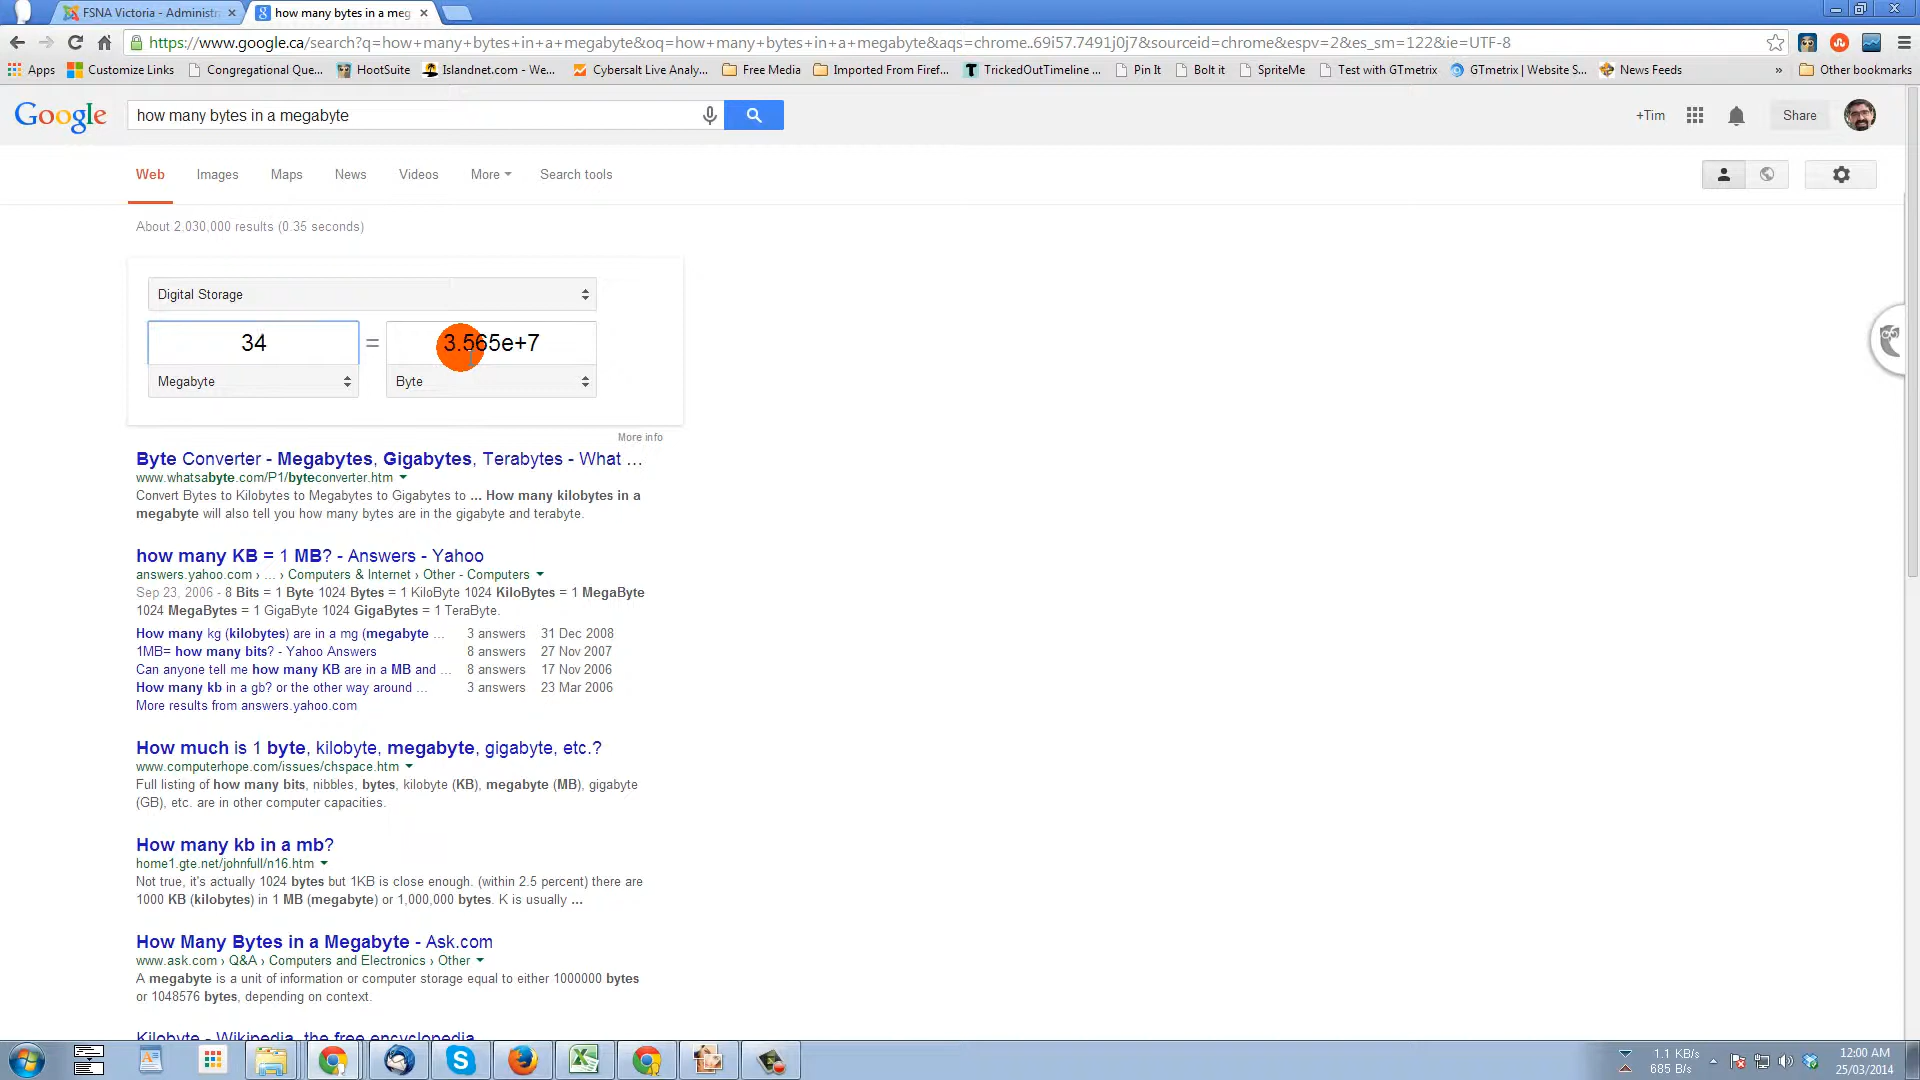 FSNA Victoria - Administra
how many bytes in a meg
https://www.google.ca/search?q=how+many+bytes+in+a+megabyte&oq=how+many+bytes+in+a+megabyte&aqs=chrome..69i57.7491j0j7&sourceid=chrome&espv=2&es_sm=122&ie=UTF-8
Apps Customize Links Congregational Que... HootSuite Islandnet.com - We... Cybersalt Live Analy... Free Media Imported From Firef... TrickedOutTimeline ... Pin It Bolt it SpriteMe Test with GTmetrix GTmetrix | Website S... News Feeds » Other bookmarks
Google how many bytes in a megabyte +Tim Share
Web Images Maps News Videos More Search tools
About 2,030,000 results (0.35 seconds)
Digital Storage
34 = 3.565e+7
Megabyte Byte
More info
Byte Converter - Megabytes, Gigabytes, Terabytes - What ...
www.whatsabyte.com/P1/byteconverter.htm
Convert Bytes to Kilobytes to Megabytes to Gigabytes to ... How many kilobytes in a
megabyte will also tell you how many bytes are in the gigabyte and terabyte.
how many KB = 1 MB? - Answers - Yahoo
answers.yahoo.com › ... › Computers & Internet › Other - Computers
Sep 23, 2006 - 8 Bits = 1 Byte 1024 Bytes = 1 KiloByte 1024 KiloBytes = 1 MegaByte
1024 MegaBytes = 1 GigaByte 1024 GigaBytes = 1 TeraByte.
How many kg (kilobytes) are in a mg (megabyte ... 3 answers 31 Dec 2008
1MB= how many bits? - Yahoo Answers 8 answers 27 Nov 2007
Can anyone tell me how many KB are in a MB and ... 8 answers 17 Nov 2006
How many kb in a gb? or the other way around ... 3 answers 23 Mar 2006
More results from answers.yahoo.com
How much is 1 byte, kilobyte, megabyte, gigabyte, etc.?
www.computerhope.com/issues/chspace.htm
Full listing of how many bits, nibbles, bytes, kilobyte (KB), megabyte (MB), gigabyte
(GB), etc. are in other computer capacities.
How many kb in a mb?
home1.gte.net/johnfull/n16.htm
Not true, it's actually 1024 bytes but 1KB is close enough. (within 2.5 percent) there are
1000 KB (kilobytes) in 1 MB (megabyte) or 1,000,000 bytes. K is usually ...
How Many Bytes in a Megabyte - Ask.com
www.ask.com › Q&A › Computers and Electronics › Other
A megabyte is a unit of information or computer storage equal to either 1000000 bytes
or 1048576 bytes, depending on context.
Kilobyte - Wikipedia, the free encyclopedia
1.1 KB/s 12:00 AM
685 B/s 25/03/2014